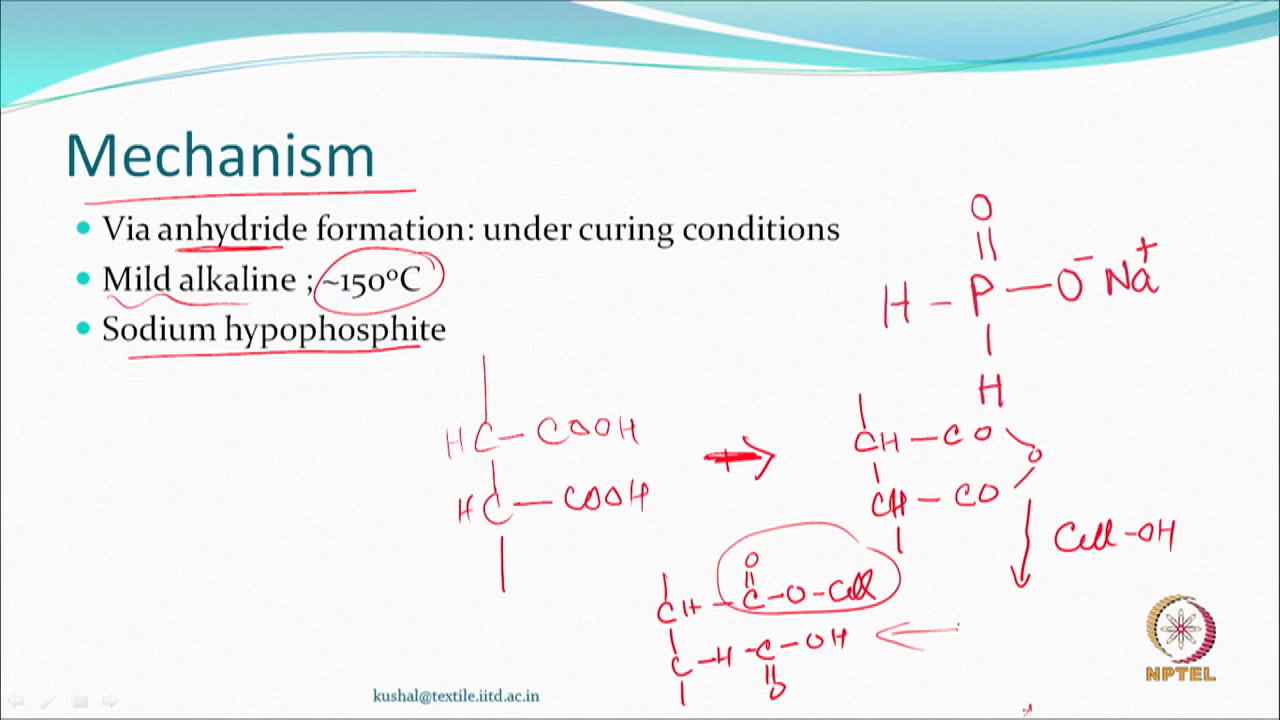 Mechanism
Via anhydride formation: under curing conditions
Mild alkaline ; ~150⁰C
Sodium hypophosphite
O
||
H – P – O⁻ Na⁺
|
H
HC – COOH
HC – COOH
CH – CO
O
CH – CO
Cell-OH
O
||
CH – C – O – Cell
C – H – C – OH
||
O
NPTEL
kushal@textile.iitd.ac.in